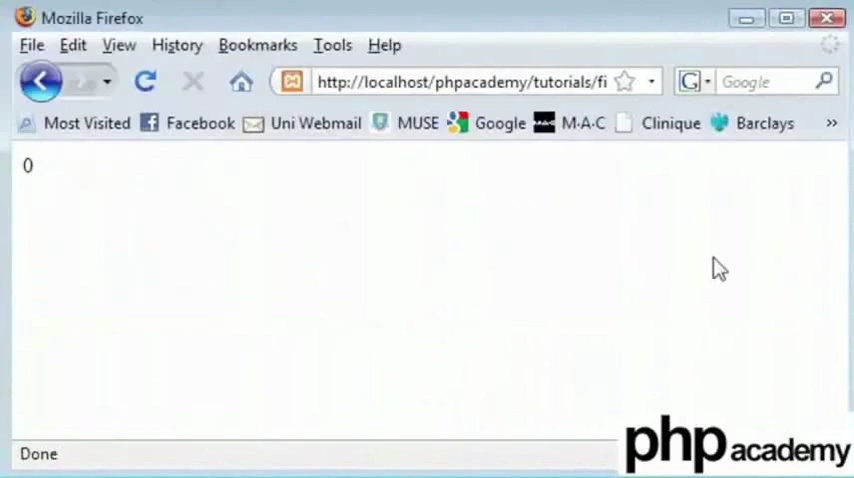 Mozilla Firefox
File Edit View History Bookmarks Tools Help
http://localhost/phpacademy/tutorials/fi G Google
Most Visited Facebook Uni Webmail MUSE Google M·A·C Clinique Barclays »
0
Done
php academy